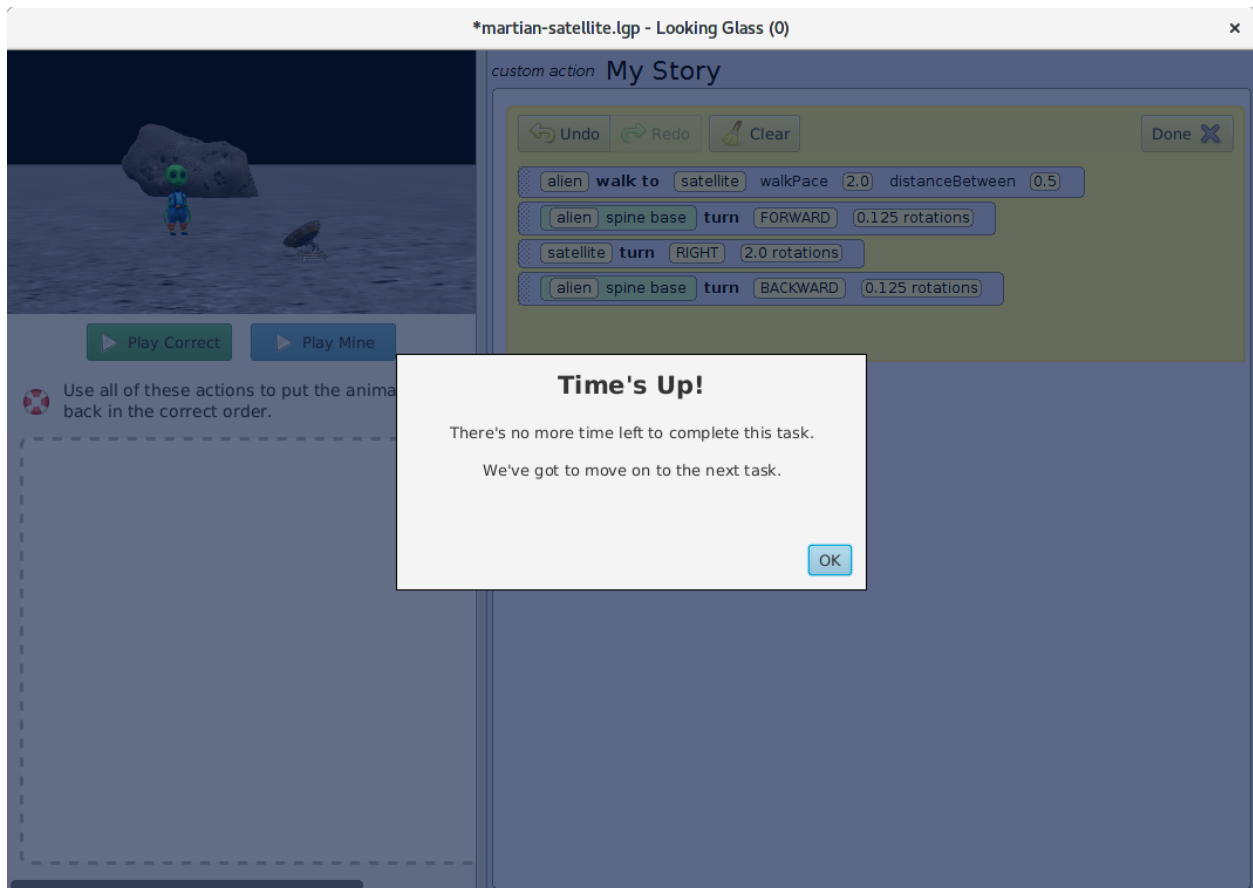 *martian-satellite.lgp - Looking Glass (0)
custom action My Story
Undo Redo Clear Done
alien walk to satellite walkPace 2.0 distanceBetween 0.5
alien spine base turn FORWARD 0.125 rotations
satellite turn RIGHT 2.0 rotations
alien spine base turn BACKWARD 0.125 rotations
Play Correct Play Mine
Use all of these actions to put the anima
back in the correct order.
Time's Up!
There's no more time left to complete this task.
We've got to move on to the next task.
OK